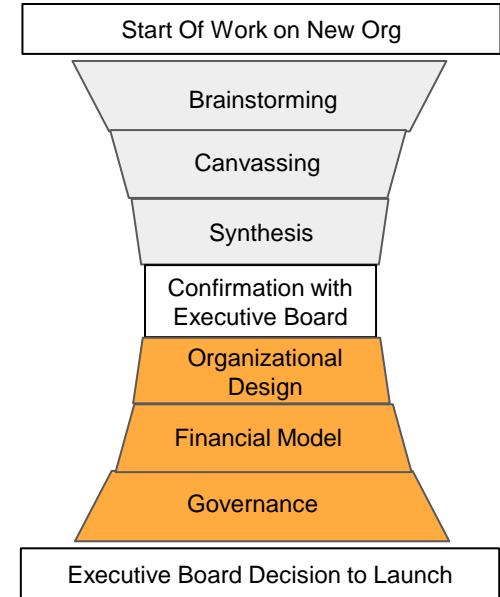 Start Of Work on New Org
Brainstorming
Canvassing
Synthesis
Confirmation with
Executive Board
Organizational
Design
Financial Model
Governance
Executive Board Decision to Launch